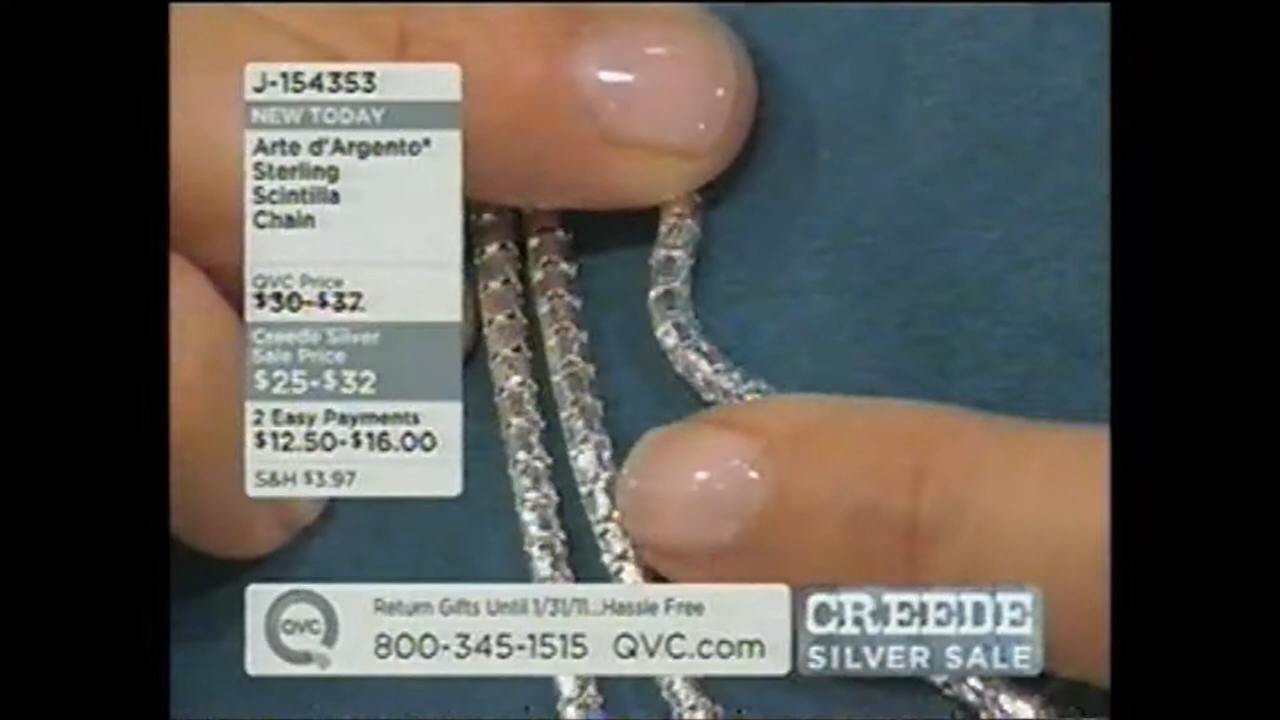 J-154353
NEW TODAY
Arte d'Argento®
Sterling
Scintilla
Chain
QVC Price
$30-$32
Creede Silver
Sale Price
$25-$32
2 Easy Payments
$12.50-$16.00
S&H $3.97
QVC
Return Gifts Until 1/31/11...Hassle Free
800-345-1515 QVC.com
CREEDE
SILVER SALE